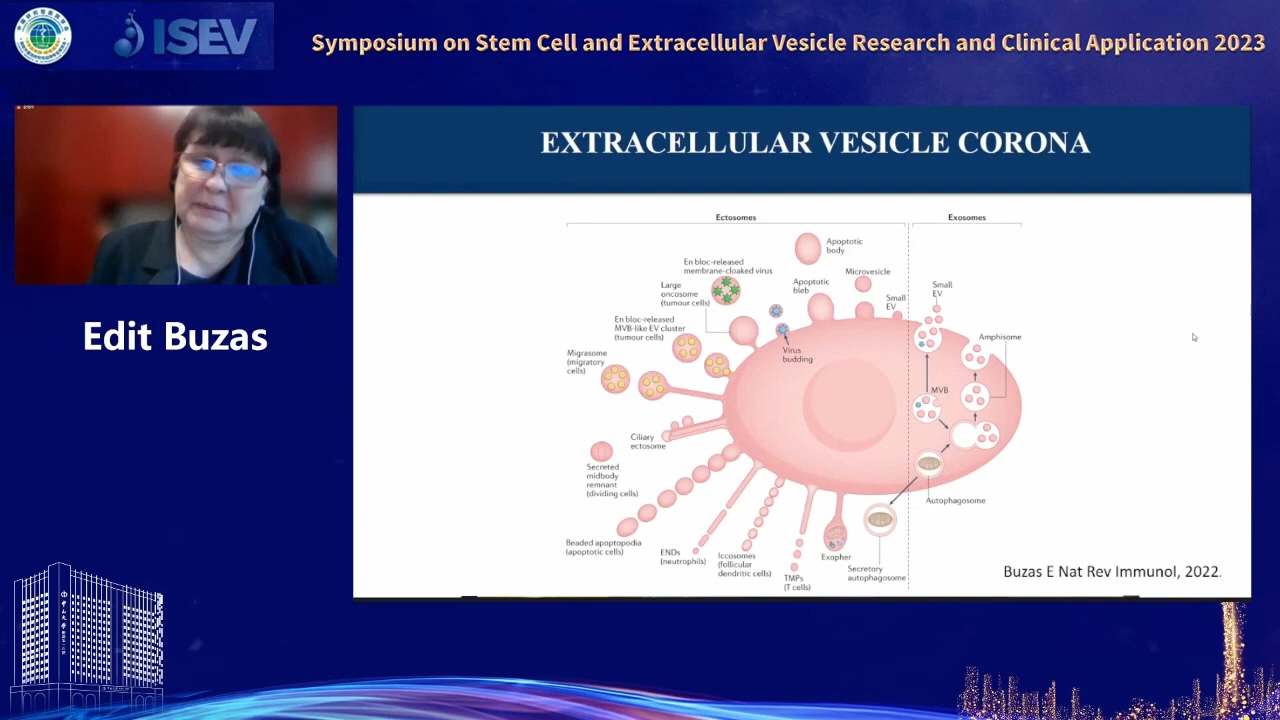 ISEV
Symposium on Stem Cell and Extracellular Vesicle Research and Clinical Application 2023
EXTRACELLULAR VESICLE CORONA
Edit Buzas
Ectosomes
Exosomes
Apoptotic
body
En bloc-released
membrane-cloaked virus
Large
oncosome
(tumour cells)
Apoptotic
bleb
Microvesicle
Small
EV
Small
EV
En bloc-released
MVB-like EV cluster
(tumour cells)
Virus
budding
Amphisome
Migrasome
(migratory
cells)
MVB
Ciliary
ectosome
Secreted
midbody
remnant
(dividing cells)
Autophagosome
Beaded apoptopodia
(apoptotic cells)
ENDs
(neutrophils)
Iccosomes
(follicular
dendritic cells)
TMPs
(T cells)
Exopher
Secretory
autophagosome
Buzas E Nat Rev Immunol, 2022.